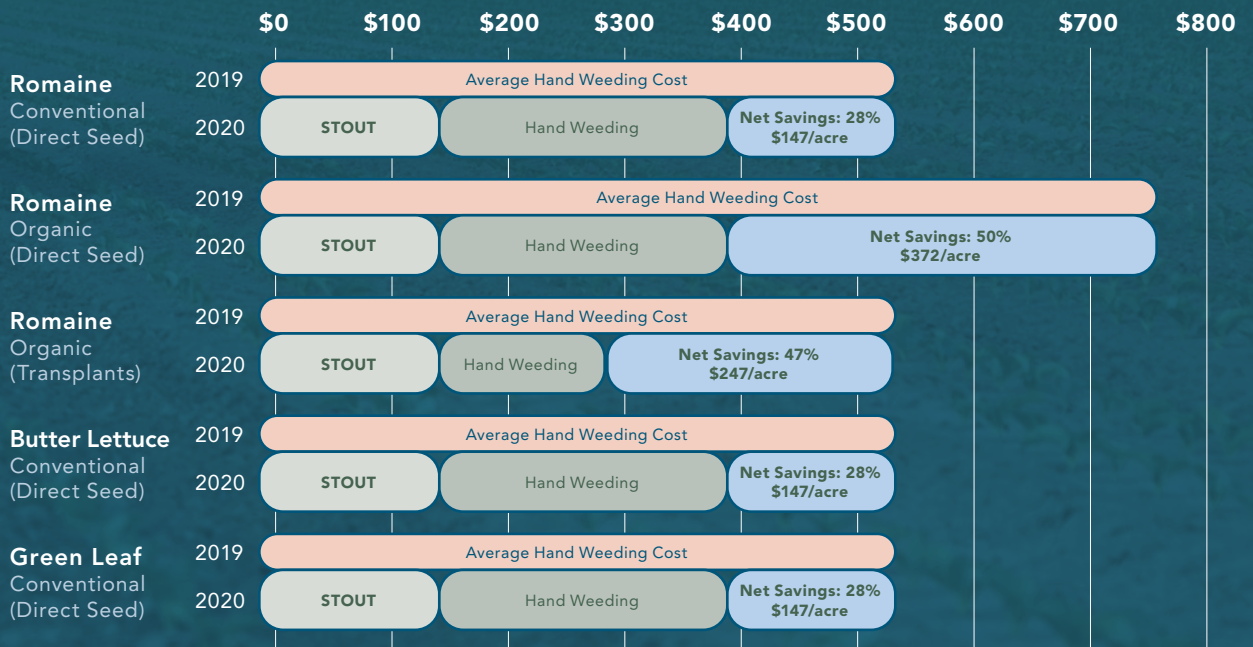 $0 $100 $200 $300 $400 $500 $600 $700 $800
Romaine
Conventional
(Direct Seed)
2019 Average Hand Weeding Cost
2020 STOUT Hand Weeding Net Savings: 28%
$147/acre
Romaine
Organic
(Direct Seed)
2019 Average Hand Weeding Cost
2020 STOUT Hand Weeding Net Savings: 50%
$372/acre
Romaine
Organic
(Transplants)
2019 Average Hand Weeding Cost
2020 STOUT Hand Weeding Net Savings: 47%
$247/acre
Butter Lettuce
Conventional
(Direct Seed)
2019 Average Hand Weeding Cost
2020 STOUT Hand Weeding Net Savings: 28%
$147/acre
Green Leaf
Conventional
(Direct Seed)
2019 Average Hand Weeding Cost
2020 STOUT Hand Weeding Net Savings: 28%
$147/acre